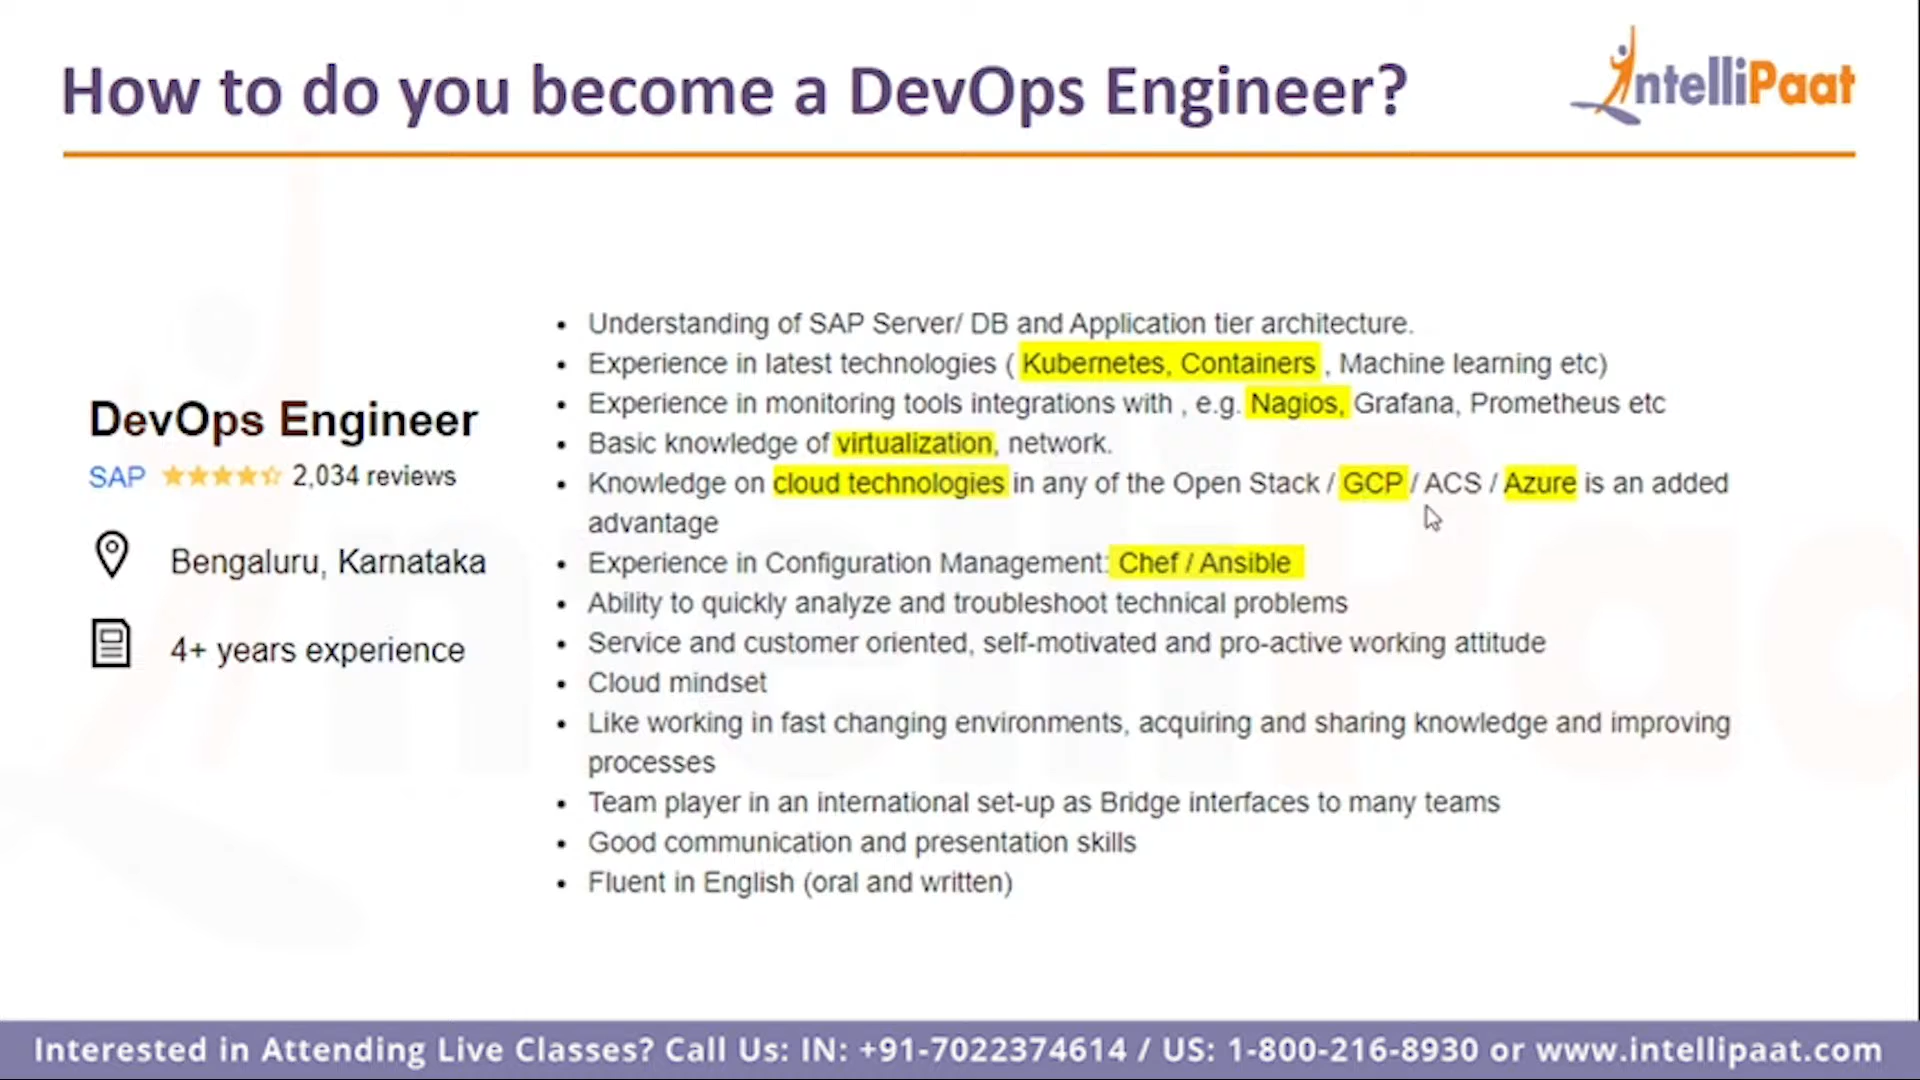 How to do you become a DevOps Engineer?
IntelliPaat
DevOps Engineer
SAP 2,034 reviews
Bengaluru, Karnataka
4+ years experience
• Understanding of SAP Server/ DB and Application tier architecture.
• Experience in latest technologies ( Kubernetes, Containers , Machine learning etc)
• Experience in monitoring tools integrations with , e.g. Nagios, Grafana, Prometheus etc
• Basic knowledge of virtualization, network.
• Knowledge on cloud technologies in any of the Open Stack / GCP / ACS / Azure is an added
advantage
• Experience in Configuration Management: Chef / Ansible
• Ability to quickly analyze and troubleshoot technical problems
• Service and customer oriented, self-motivated and pro-active working attitude
• Cloud mindset
• Like working in fast changing environments, acquiring and sharing knowledge and improving
processes
• Team player in an international set-up as Bridge interfaces to many teams
• Good communication and presentation skills
• Fluent in English (oral and written)
Interested in Attending Live Classes? Call Us: IN: +91-7022374614 / US: 1-800-216-8930 or www.intellipaat.com